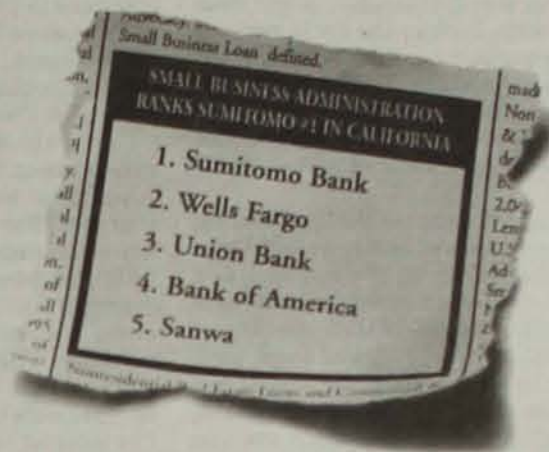 Small Business Loan defined.
SMALL BUSINESS ADMINISTRATION
RANKS SUMITOMO #1 IN CALIFORNIA
1. Sumitomo Bank
2. Wells Fargo
3. Union Bank
4. Bank of America
5. Sanwa